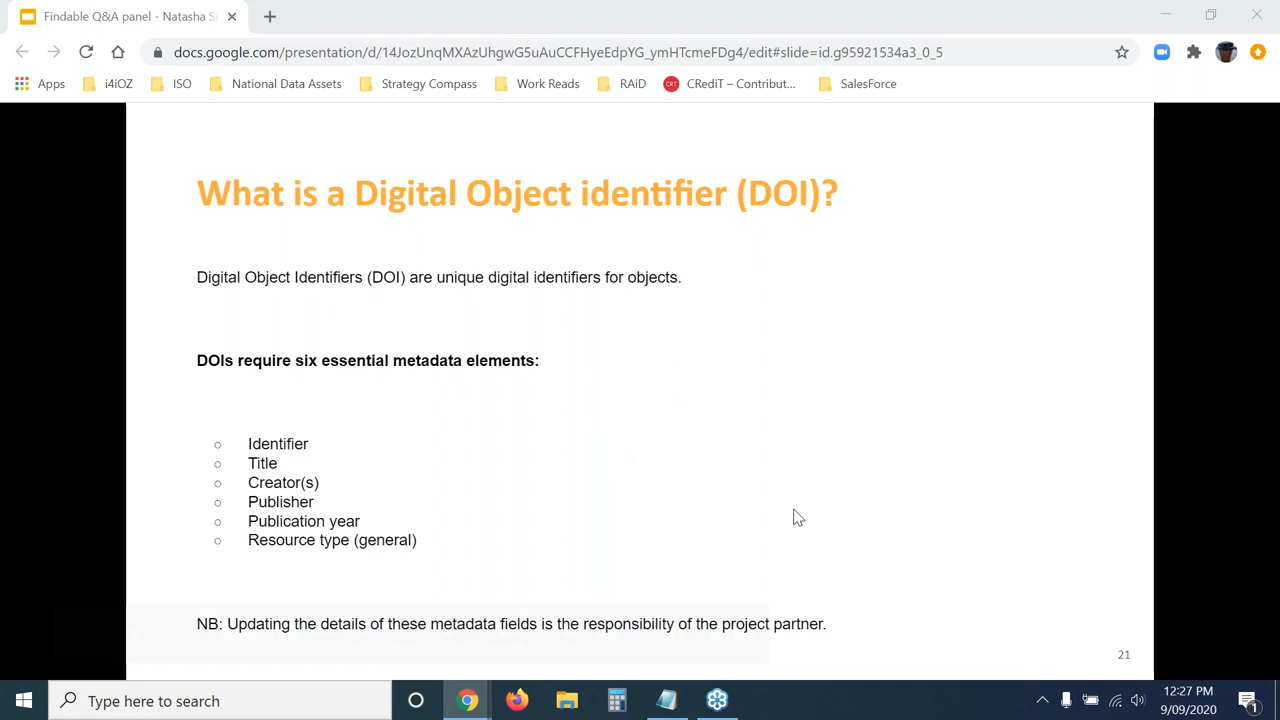 Findable Q&A panel - Natasha Si
docs.google.com/presentation/d/14JozUnqMXAzUhgwG5uAuCCFHyeEdpYG_ymHTcmeFDg4/edit#slide=id.g95921534a3_0_5
Apps i4iOZ ISO National Data Assets Strategy Compass Work Reads RAiD CRT CRediT – Contribut... SalesForce
What is a Digital Object identifier (DOI)?
Digital Object Identifiers (DOI) are unique digital identifiers for objects.
DOIs require six essential metadata elements:
Identifier
Title
Creator(s)
Publisher
Publication year
Resource type (general)
NB: Updating the details of these metadata fields is the responsibility of the project partner.
21
Type here to search
12:27 PM
9/09/2020
1